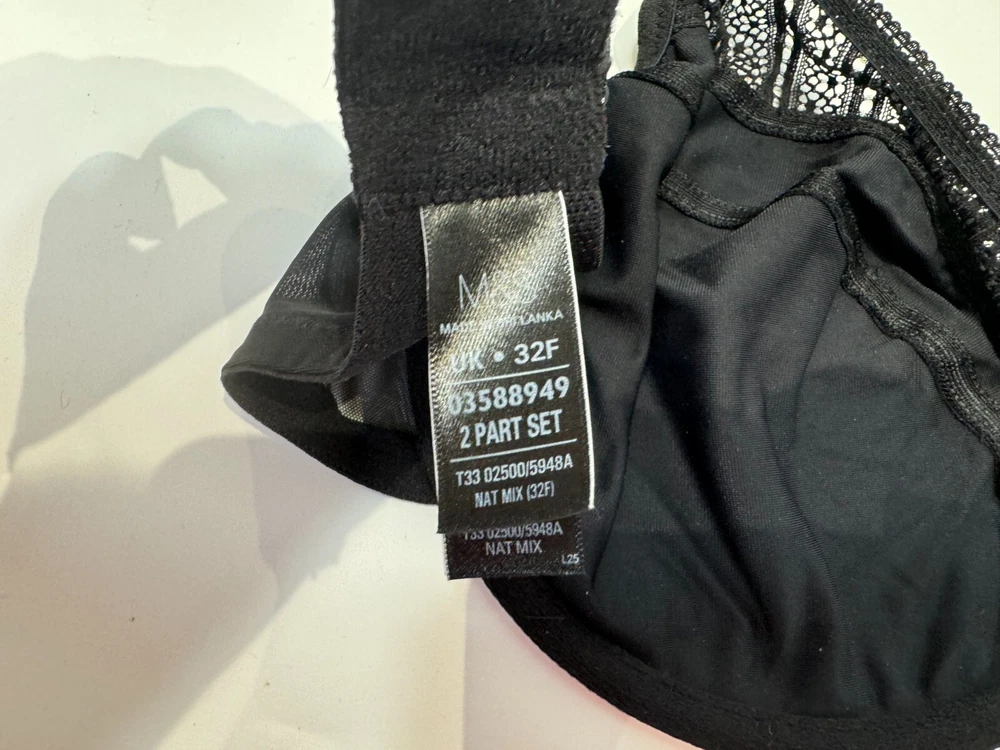 M&S
MADE IN SRI LANKA
UK • 32F
03588949
2 PART SET
T33 02500/5948A
NAT MIX (32F)
T33 02500/5948A
NAT MIX
L25